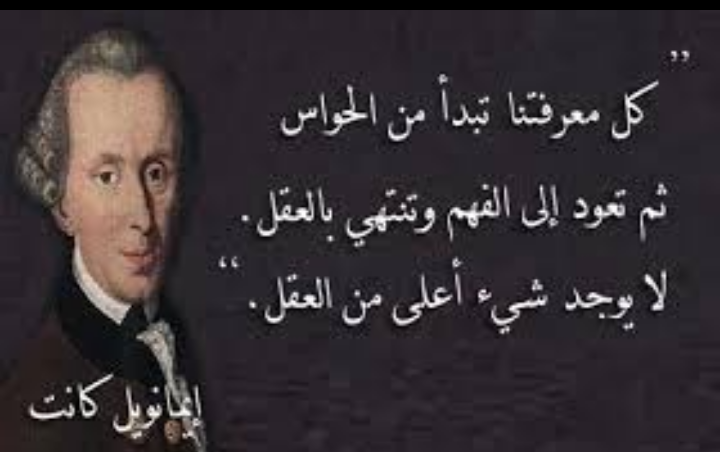 ”
كل معرفتنا تبدأ من الحواس
ثم تعود إلى الفهم وتنتهي بالعقل.
لا يوجد شيء أعلى من العقل. “
إيمانويل كانت